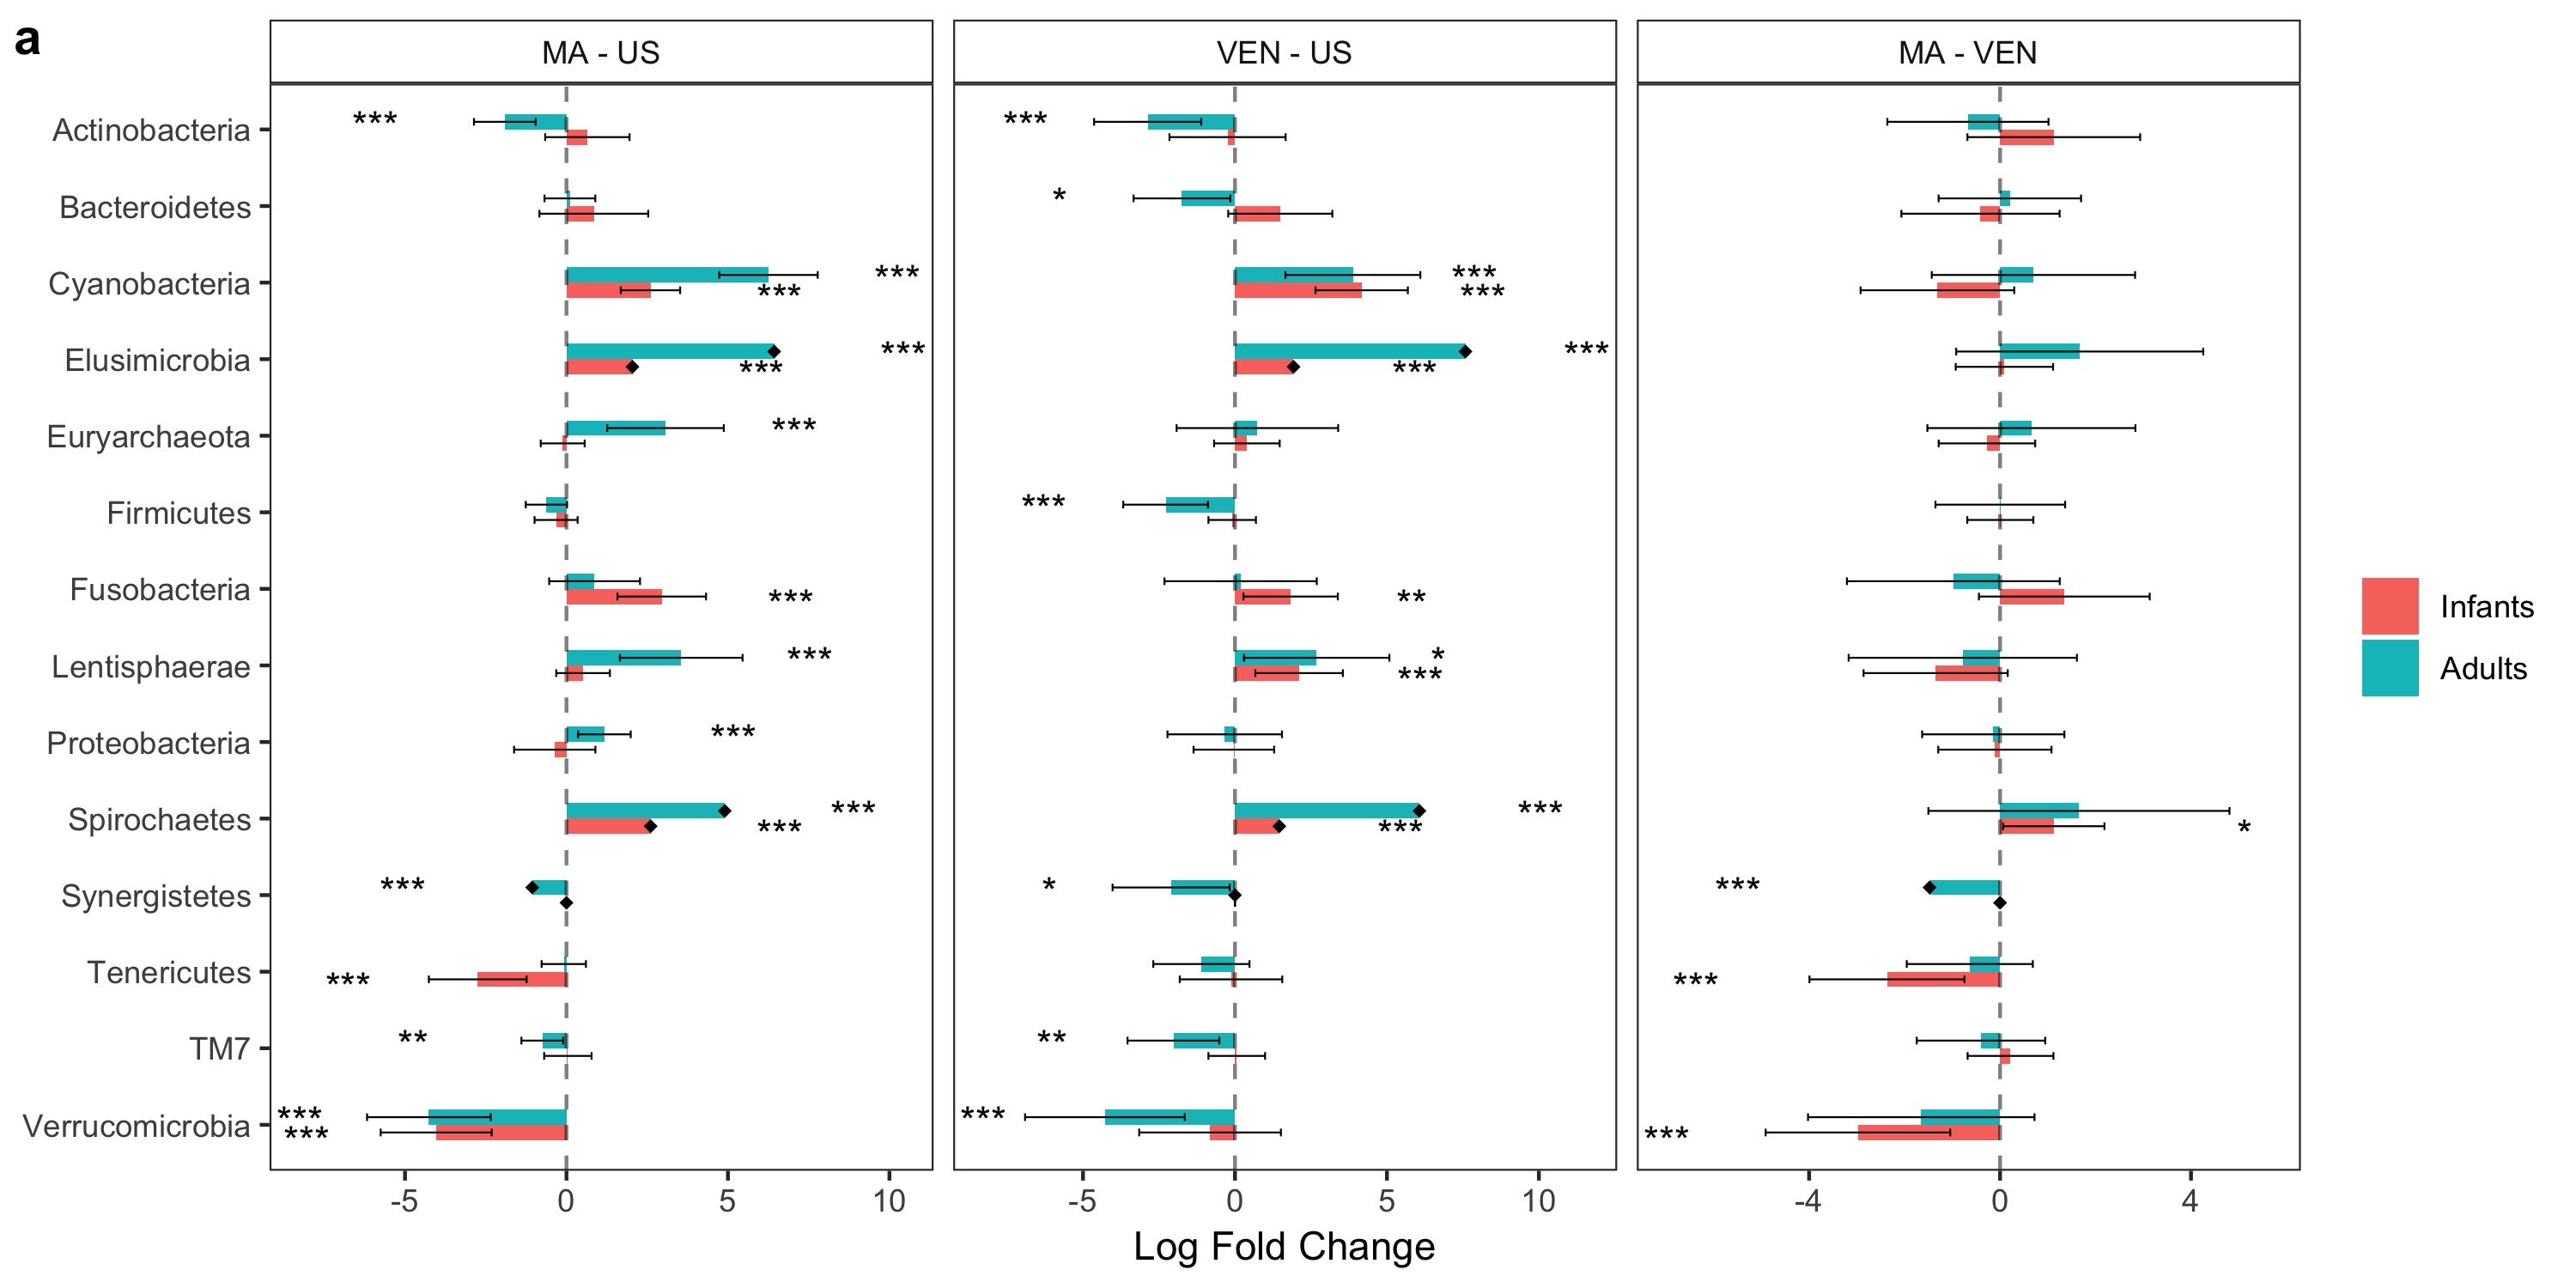 a
MA - US VEN - US MA - VEN
Actinobacteria *** ***
Bacteroidetes *
Cyanobacteria *** *** *** ***
Elusimicrobia *** *** *** ***
Euryarchaeota ***
Firmicutes ***
Fusobacteria *** **
Lentisphaerae *** * ***
Proteobacteria ***
Spirochaetes *** *** *** *** *
Synergistetes *** * ***
Tenericutes *** ***
TM7 ** **
Verrucomicrobia *** *** *** ***
-5 0 5 10 -5 0 5 10 -4 0 4
Log Fold Change
Infants
Adults